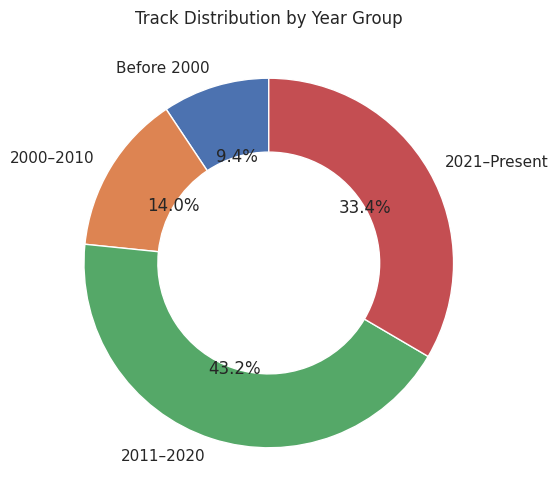 Track Distribution by Year Group
Before 2000
9.4%
2000–2010
14.0%
2021–Present
33.4%
43.2%
2011–2020